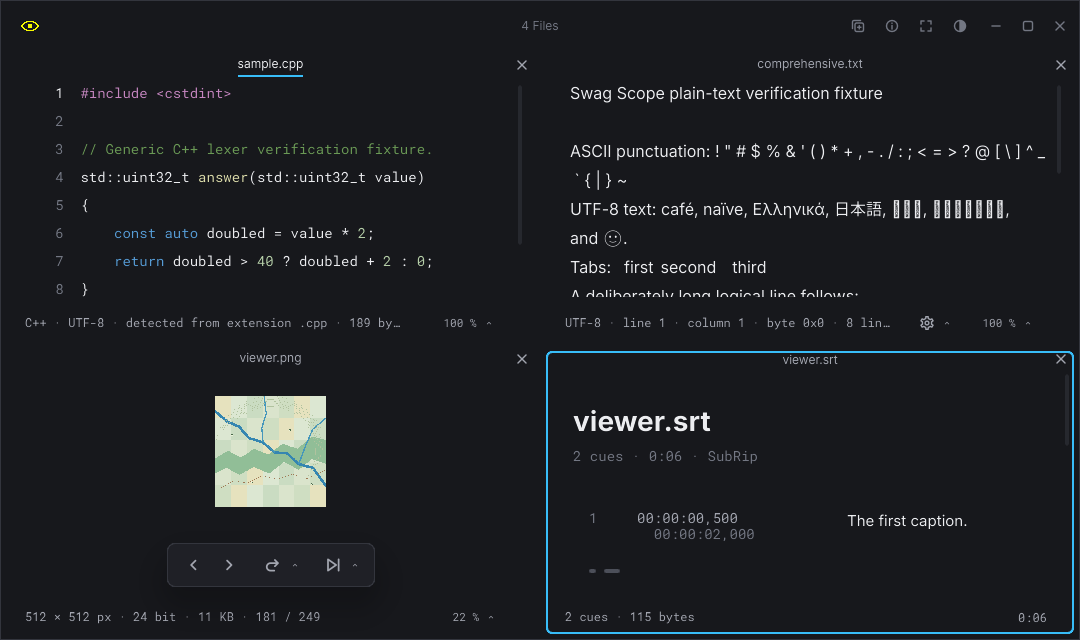 4 Files
sample.cpp
1 #include <cstdint>
2
3 // Generic C++ lexer verification fixture.
4 std::uint32_t answer(std::uint32_t value)
5 {
6 const auto doubled = value * 2;
7 return doubled > 40 ? doubled + 2 : 0;
8 }
C++ · UTF-8 · detected from extension .cpp · 189 by…
100 %
comprehensive.txt
Swag Scope plain-text verification fixture
ASCII punctuation: ! " # $ % & ' ( ) * + , - . / : ; < = > ? @ [ \ ] ^ _
` { | } ~
UTF-8 text: café, naïve, Ελληνικά, 日本語,
and 🙂.
Tabs: first second third
A deliberately long logical line follows:
UTF-8 · line 1 · column 1 · byte 0x0 · 8 lin…
100 %
viewer.png
512 × 512 px · 24 bit · 11 KB · 181 / 249
22 %
viewer.srt
viewer.srt
2 cues · 0:06 · SubRip
1 00:00:00,500 The first caption.
00:00:02,000
2 cues · 115 bytes
0:06